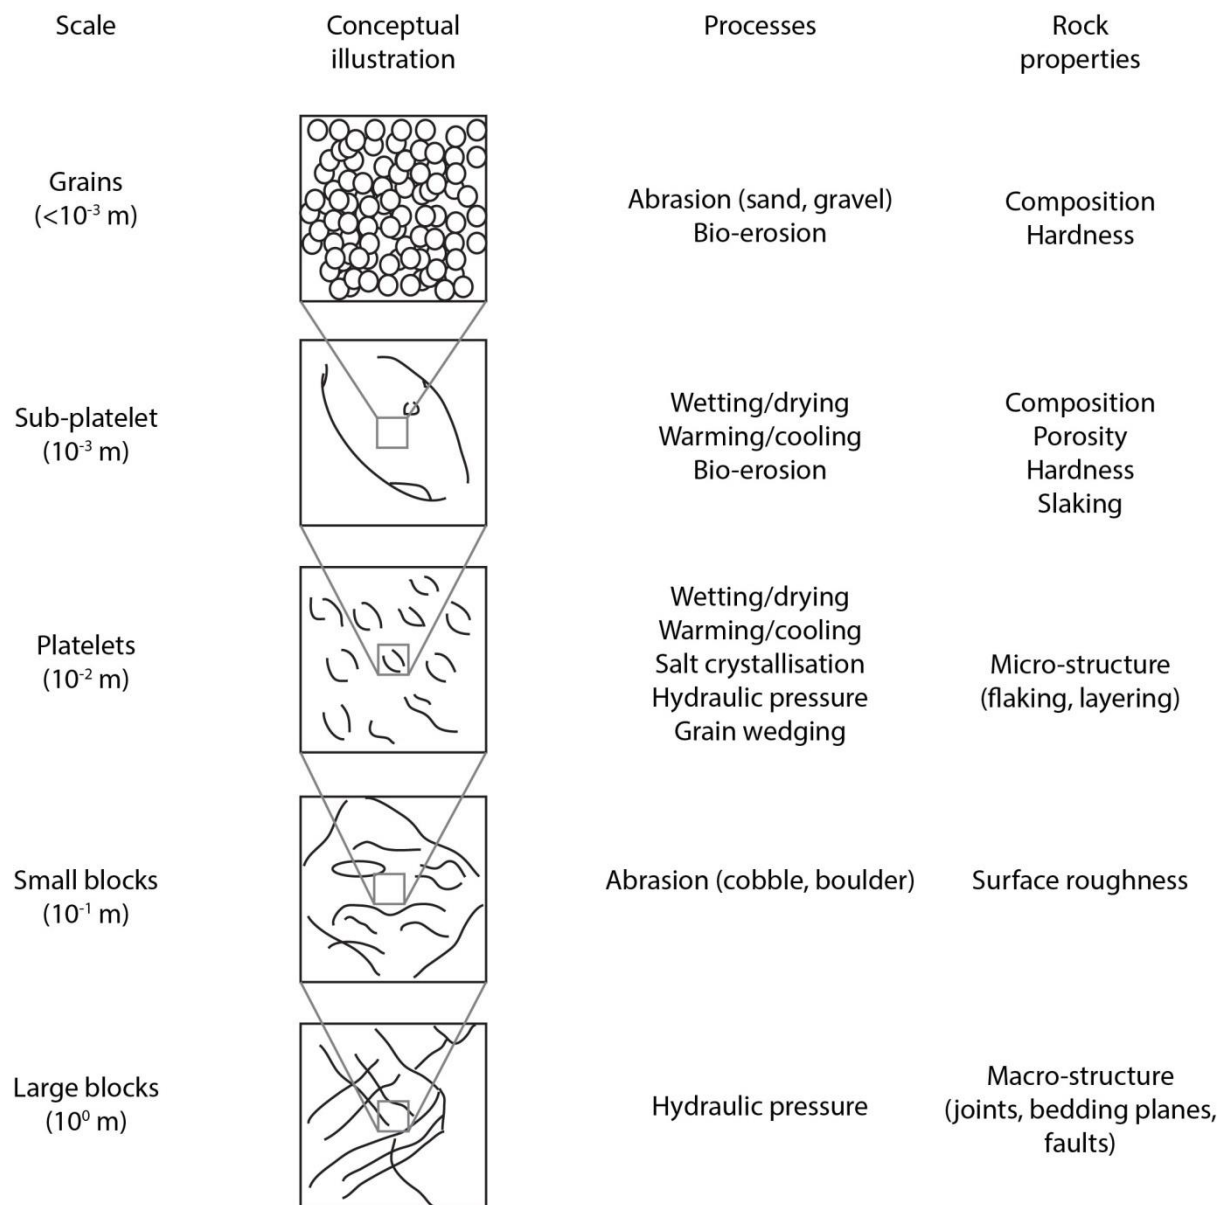 Scale
Conceptual
illustration
Processes
Rock
properties
Grains
(<10⁻³ m)
Abrasion (sand, gravel)
Bio-erosion
Composition
Hardness
Sub-platelet
(10⁻³ m)
Wetting/drying
Warming/cooling
Bio-erosion
Composition
Porosity
Hardness
Slaking
Platelets
(10⁻² m)
Wetting/drying
Warming/cooling
Salt crystallisation
Hydraulic pressure
Grain wedging
Micro-structure
(flaking, layering)
Small blocks
(10⁻¹ m)
Abrasion (cobble, boulder)
Surface roughness
Large blocks
(10⁰ m)
Hydraulic pressure
Macro-structure
(joints, bedding planes,
faults)